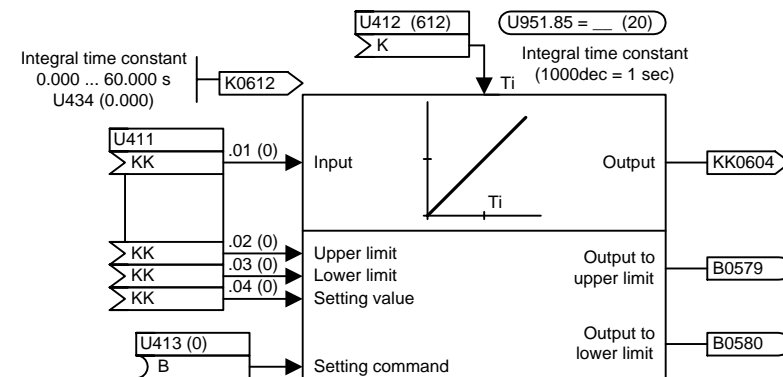 U412 (612)
K
U951.85 = __ (20)
Integral time constant
0.000 ... 60.000 s
U434 (0.000)
K0612
Integral time constant
(1000dec = 1 sec)
Ti
U411
KK
.01 (0)
Input
Ti
Output
KK0604
KK
.02 (0)
Upper limit
KK
.03 (0)
Lower limit
KK
.04 (0)
Setting value
Output to
upper limit
B0579
U413 (0)
B
Setting command
Output to
lower limit
B0580